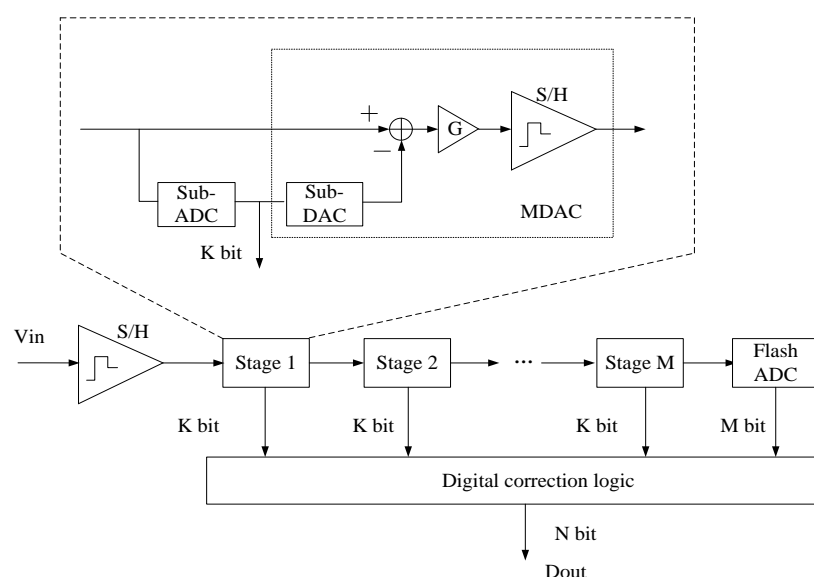 S/H
+
G
−
Sub-
ADC
Sub-
DAC
MDAC
K bit
Vin
S/H
Stage 1
Stage 2
...
Stage M
Flash
ADC
K bit
K bit
K bit
M bit
Digital correction logic
N bit
Dout